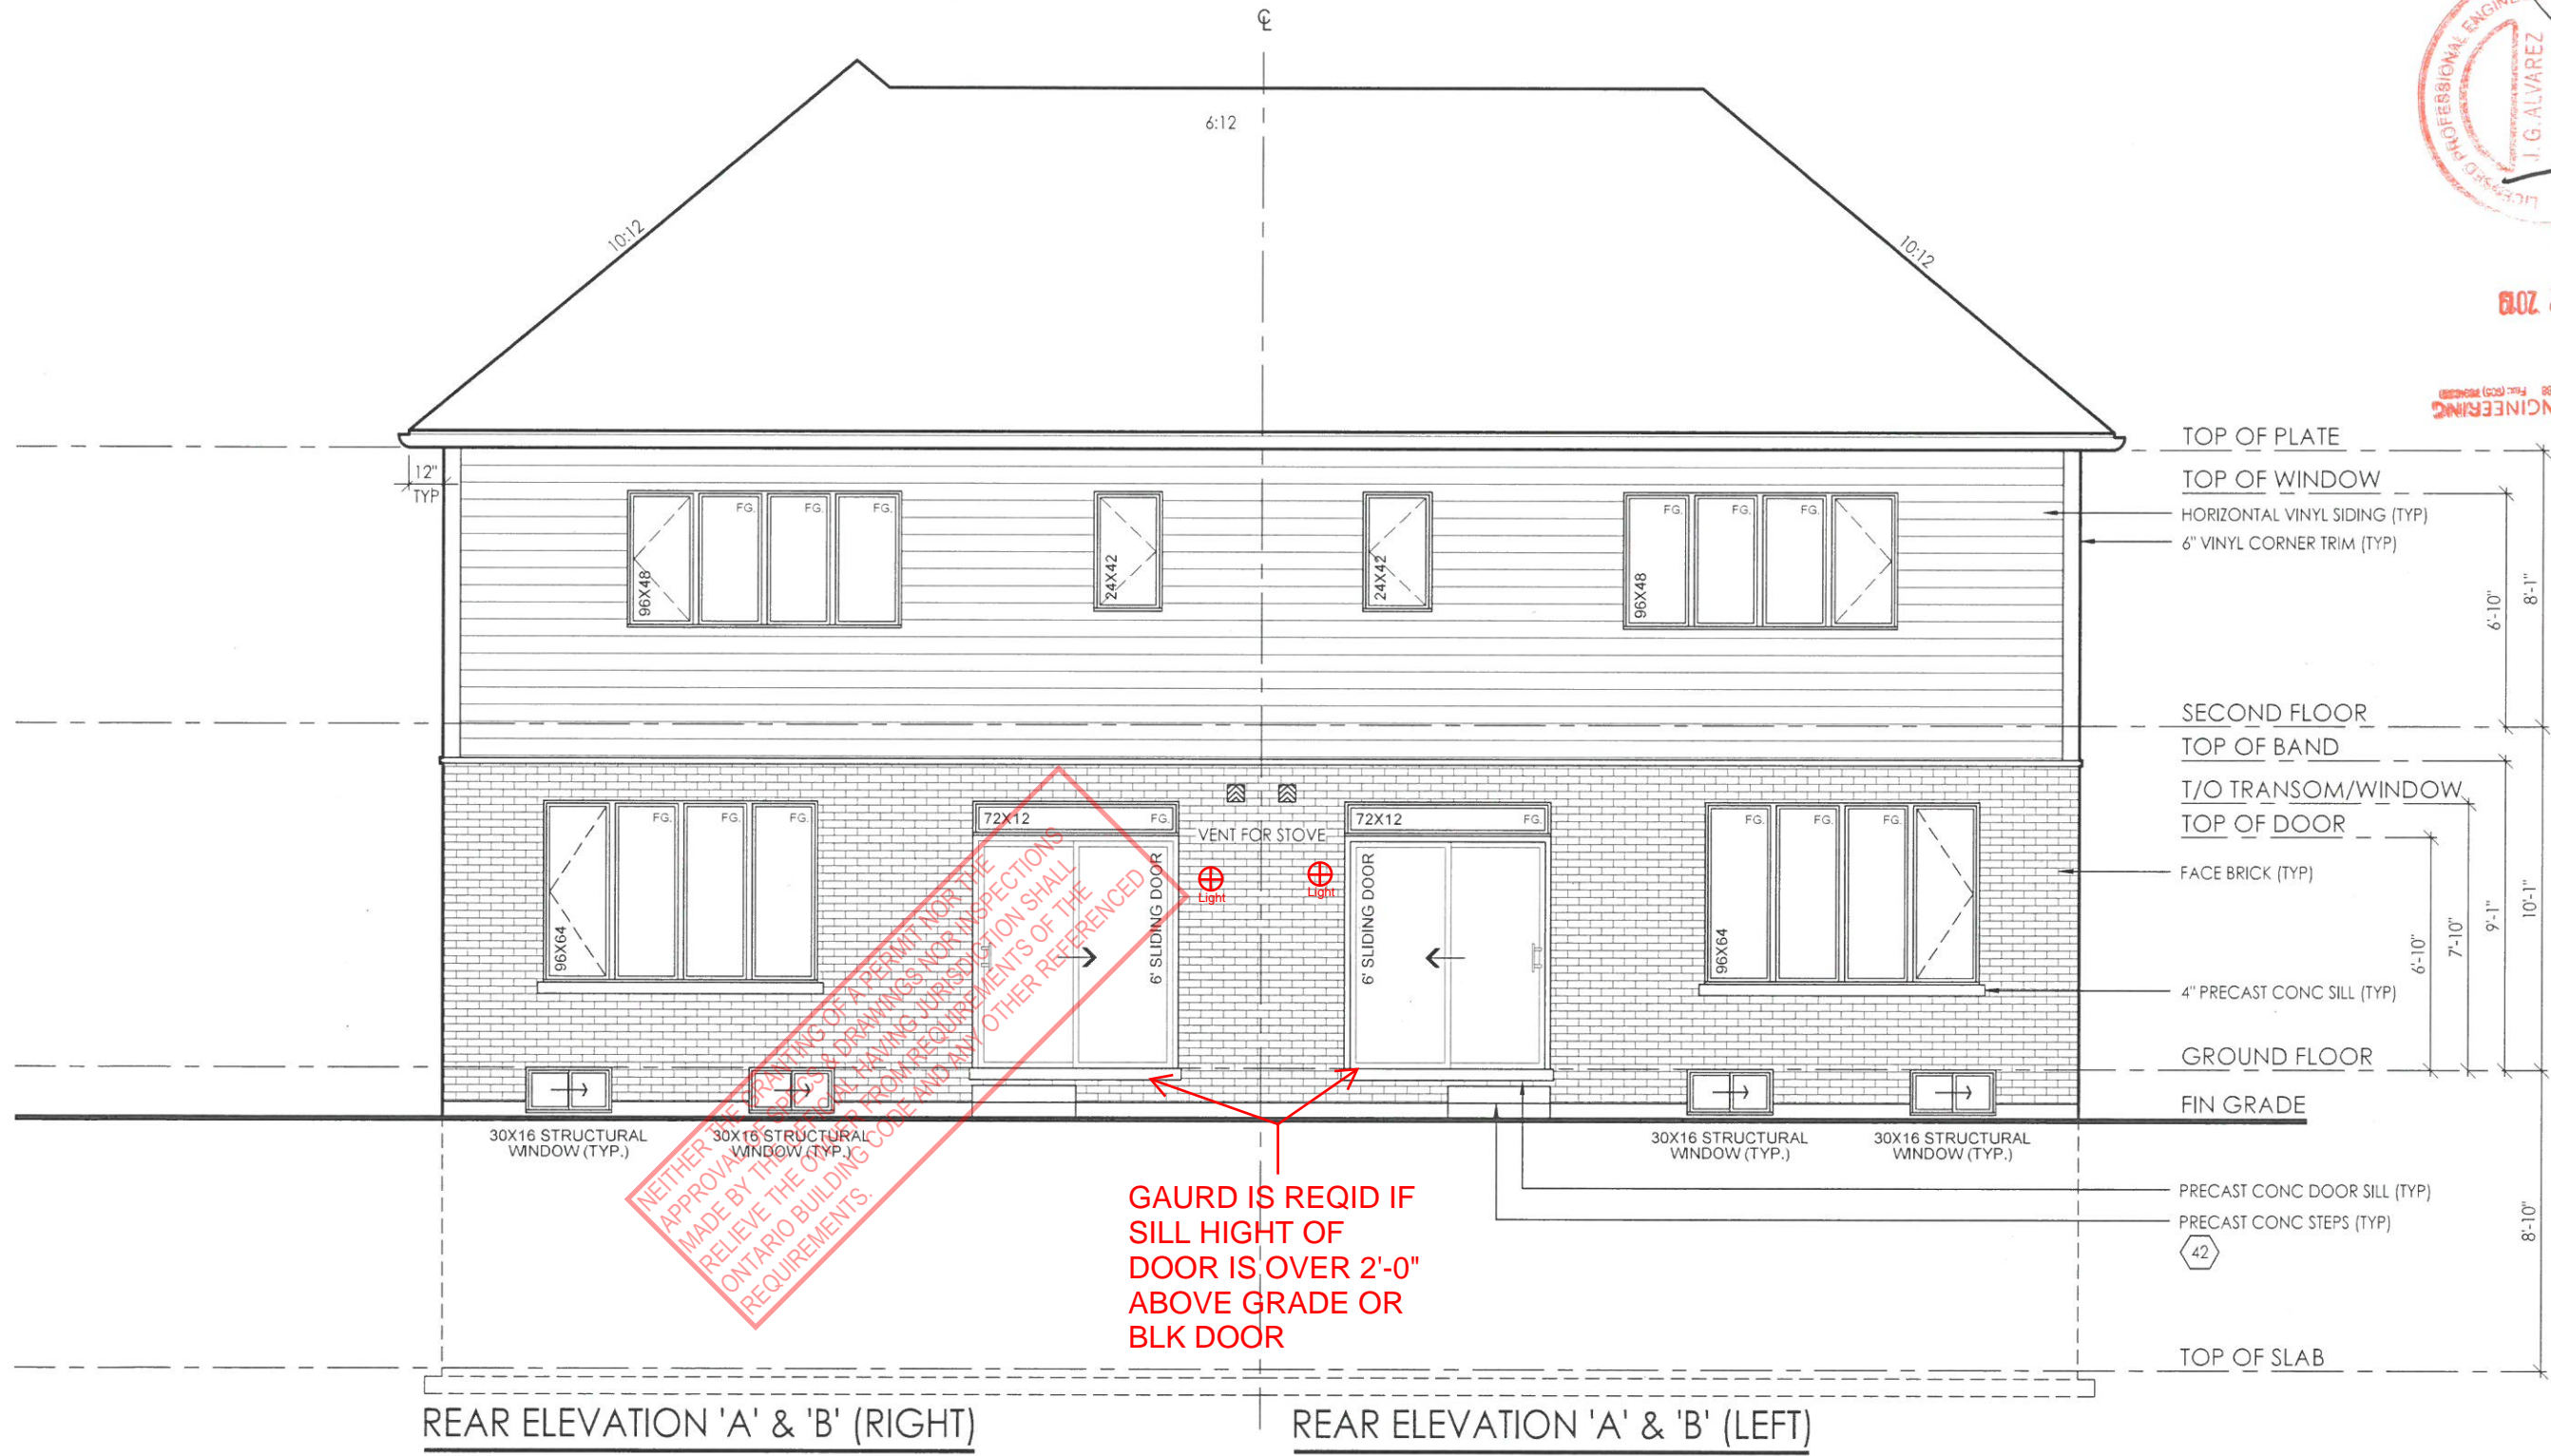 ℄
LICENSED PROFESSIONAL
J. G. ALVAREZ
6:12
10:12
10:12
2019
TOP OF PLATE
12"
TYP
TOP OF WINDOW
HORIZONTAL VINYL SIDING (TYP)
6" VINYL CORNER TRIM (TYP)
96X48
FG.
FG.
FG.
24X42
24X42
96X48
FG.
FG.
FG.
6'-10"
8'-1"
SECOND FLOOR
TOP OF BAND
T/O TRANSOM/WINDOW
TOP OF DOOR
FACE BRICK (TYP)
4" PRECAST CONC SILL (TYP)
GROUND FLOOR
FIN GRADE
6'-10"
7'-10"
9'-1"
10'-1"
96X64
FG.
FG.
FG.
72X12
FG.
6' SLIDING DOOR
VENT FOR STOVE
Light
Light
72X12
FG.
6' SLIDING DOOR
96X64
FG.
FG.
FG.
30X16 STRUCTURAL
WINDOW (TYP.)
30X16 STRUCTURAL
WINDOW (TYP.)
30X16 STRUCTURAL
WINDOW (TYP.)
30X16 STRUCTURAL
WINDOW (TYP.)
NEITHER THE GRANTING OF A PERMIT NOR THE
APPROVAL OF SPECS & DRAWINGS NOR INSPECTIONS
MADE BY THE OFFICIAL HAVING JURISDICTION SHALL
RELIEVE THE OWNER FROM REQUIREMENTS OF THE
ONTARIO BUILDING CODE AND ANY OTHER REFERENCED
REQUIREMENTS.
GAURD IS REQID IF
SILL HIGHT OF
DOOR IS OVER 2'-0"
ABOVE GRADE OR
BLK DOOR
PRECAST CONC DOOR SILL (TYP)
PRECAST CONC STEPS (TYP)
42
8'-10"
TOP OF SLAB
REAR ELEVATION 'A' & 'B' (RIGHT)
REAR ELEVATION 'A' & 'B' (LEFT)